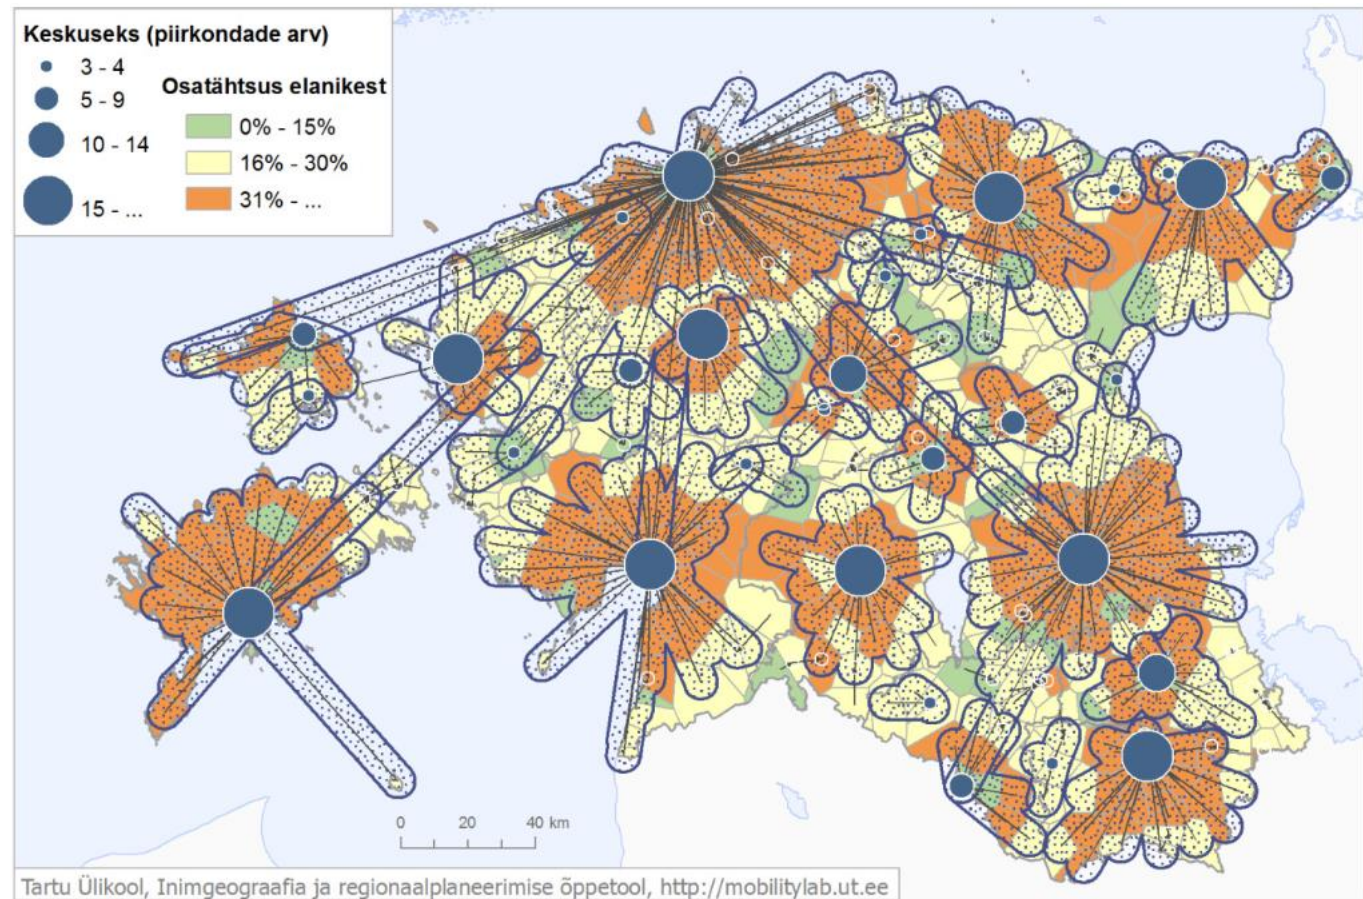 Keskuseks (piirkondade arv)
3 - 4
5 - 9
10 - 14
15 - ...
Osatähtsus elanikest
0% - 15%
16% - 30%
31% - ...
0 20 40 km
Tartu Ülikool, Inimgeograafia ja regionaalplaneerimise õppetool, http://mobilitylab.ut.ee